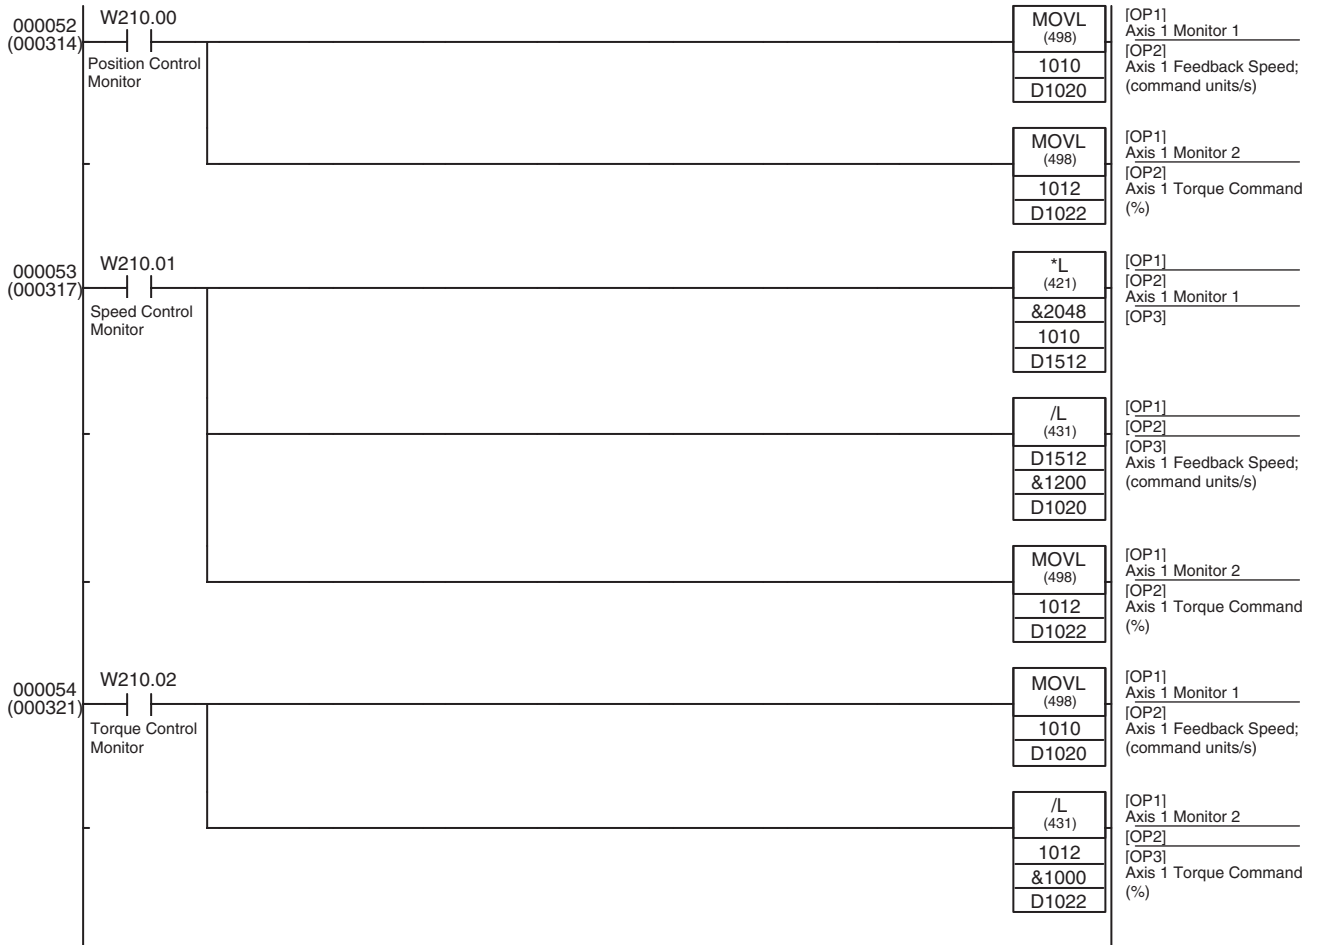 000052
(000314)
W210.00
Position Control
Monitor
MOVL
(498)
1010
D1020
[OP1]
Axis 1 Monitor 1
[OP2]
Axis 1 Feedback Speed;
(command units/s)
MOVL
(498)
1012
D1022
[OP1]
Axis 1 Monitor 2
[OP2]
Axis 1 Torque Command
(%)
000053
(000317)
W210.01
Speed Control
Monitor
*L
(421)
&2048
1010
D1512
[OP1]
[OP2]
Axis 1 Monitor 1
[OP3]
/L
(431)
D1512
&1200
D1020
[OP1]
[OP2]
[OP3]
Axis 1 Feedback Speed;
(command units/s)
MOVL
(498)
1012
D1022
[OP1]
Axis 1 Monitor 2
[OP2]
Axis 1 Torque Command
(%)
000054
(000321)
W210.02
Torque Control
Monitor
MOVL
(498)
1010
D1020
[OP1]
Axis 1 Monitor 1
[OP2]
Axis 1 Feedback Speed;
(command units/s)
/L
(431)
1012
&1000
D1022
[OP1]
Axis 1 Monitor 2
[OP2]
[OP3]
Axis 1 Torque Command
(%)